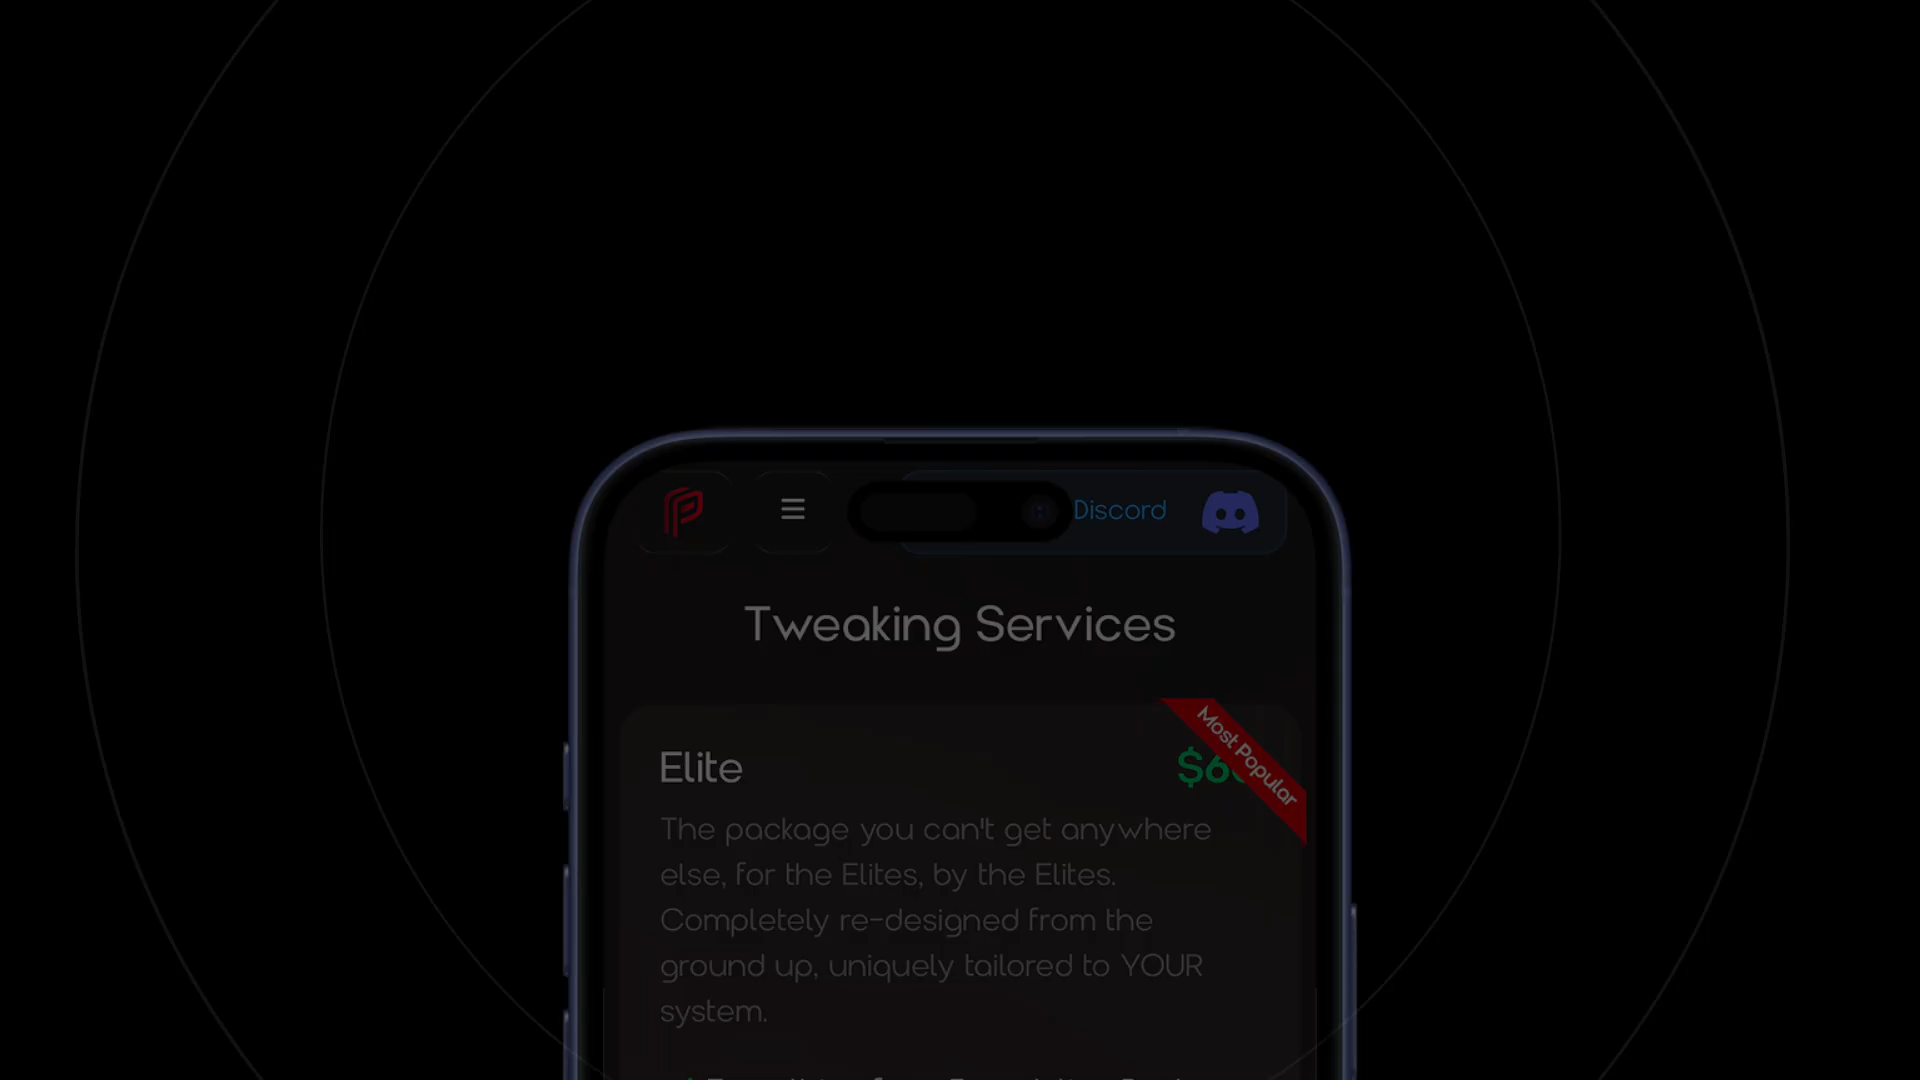 Discord
Tweaking Services
Most Popular
Elite
The package you can't get anywhere
else, for the Elites, by the Elites.
Completely re-designed from the
ground up, uniquely tailored to YOUR
system.